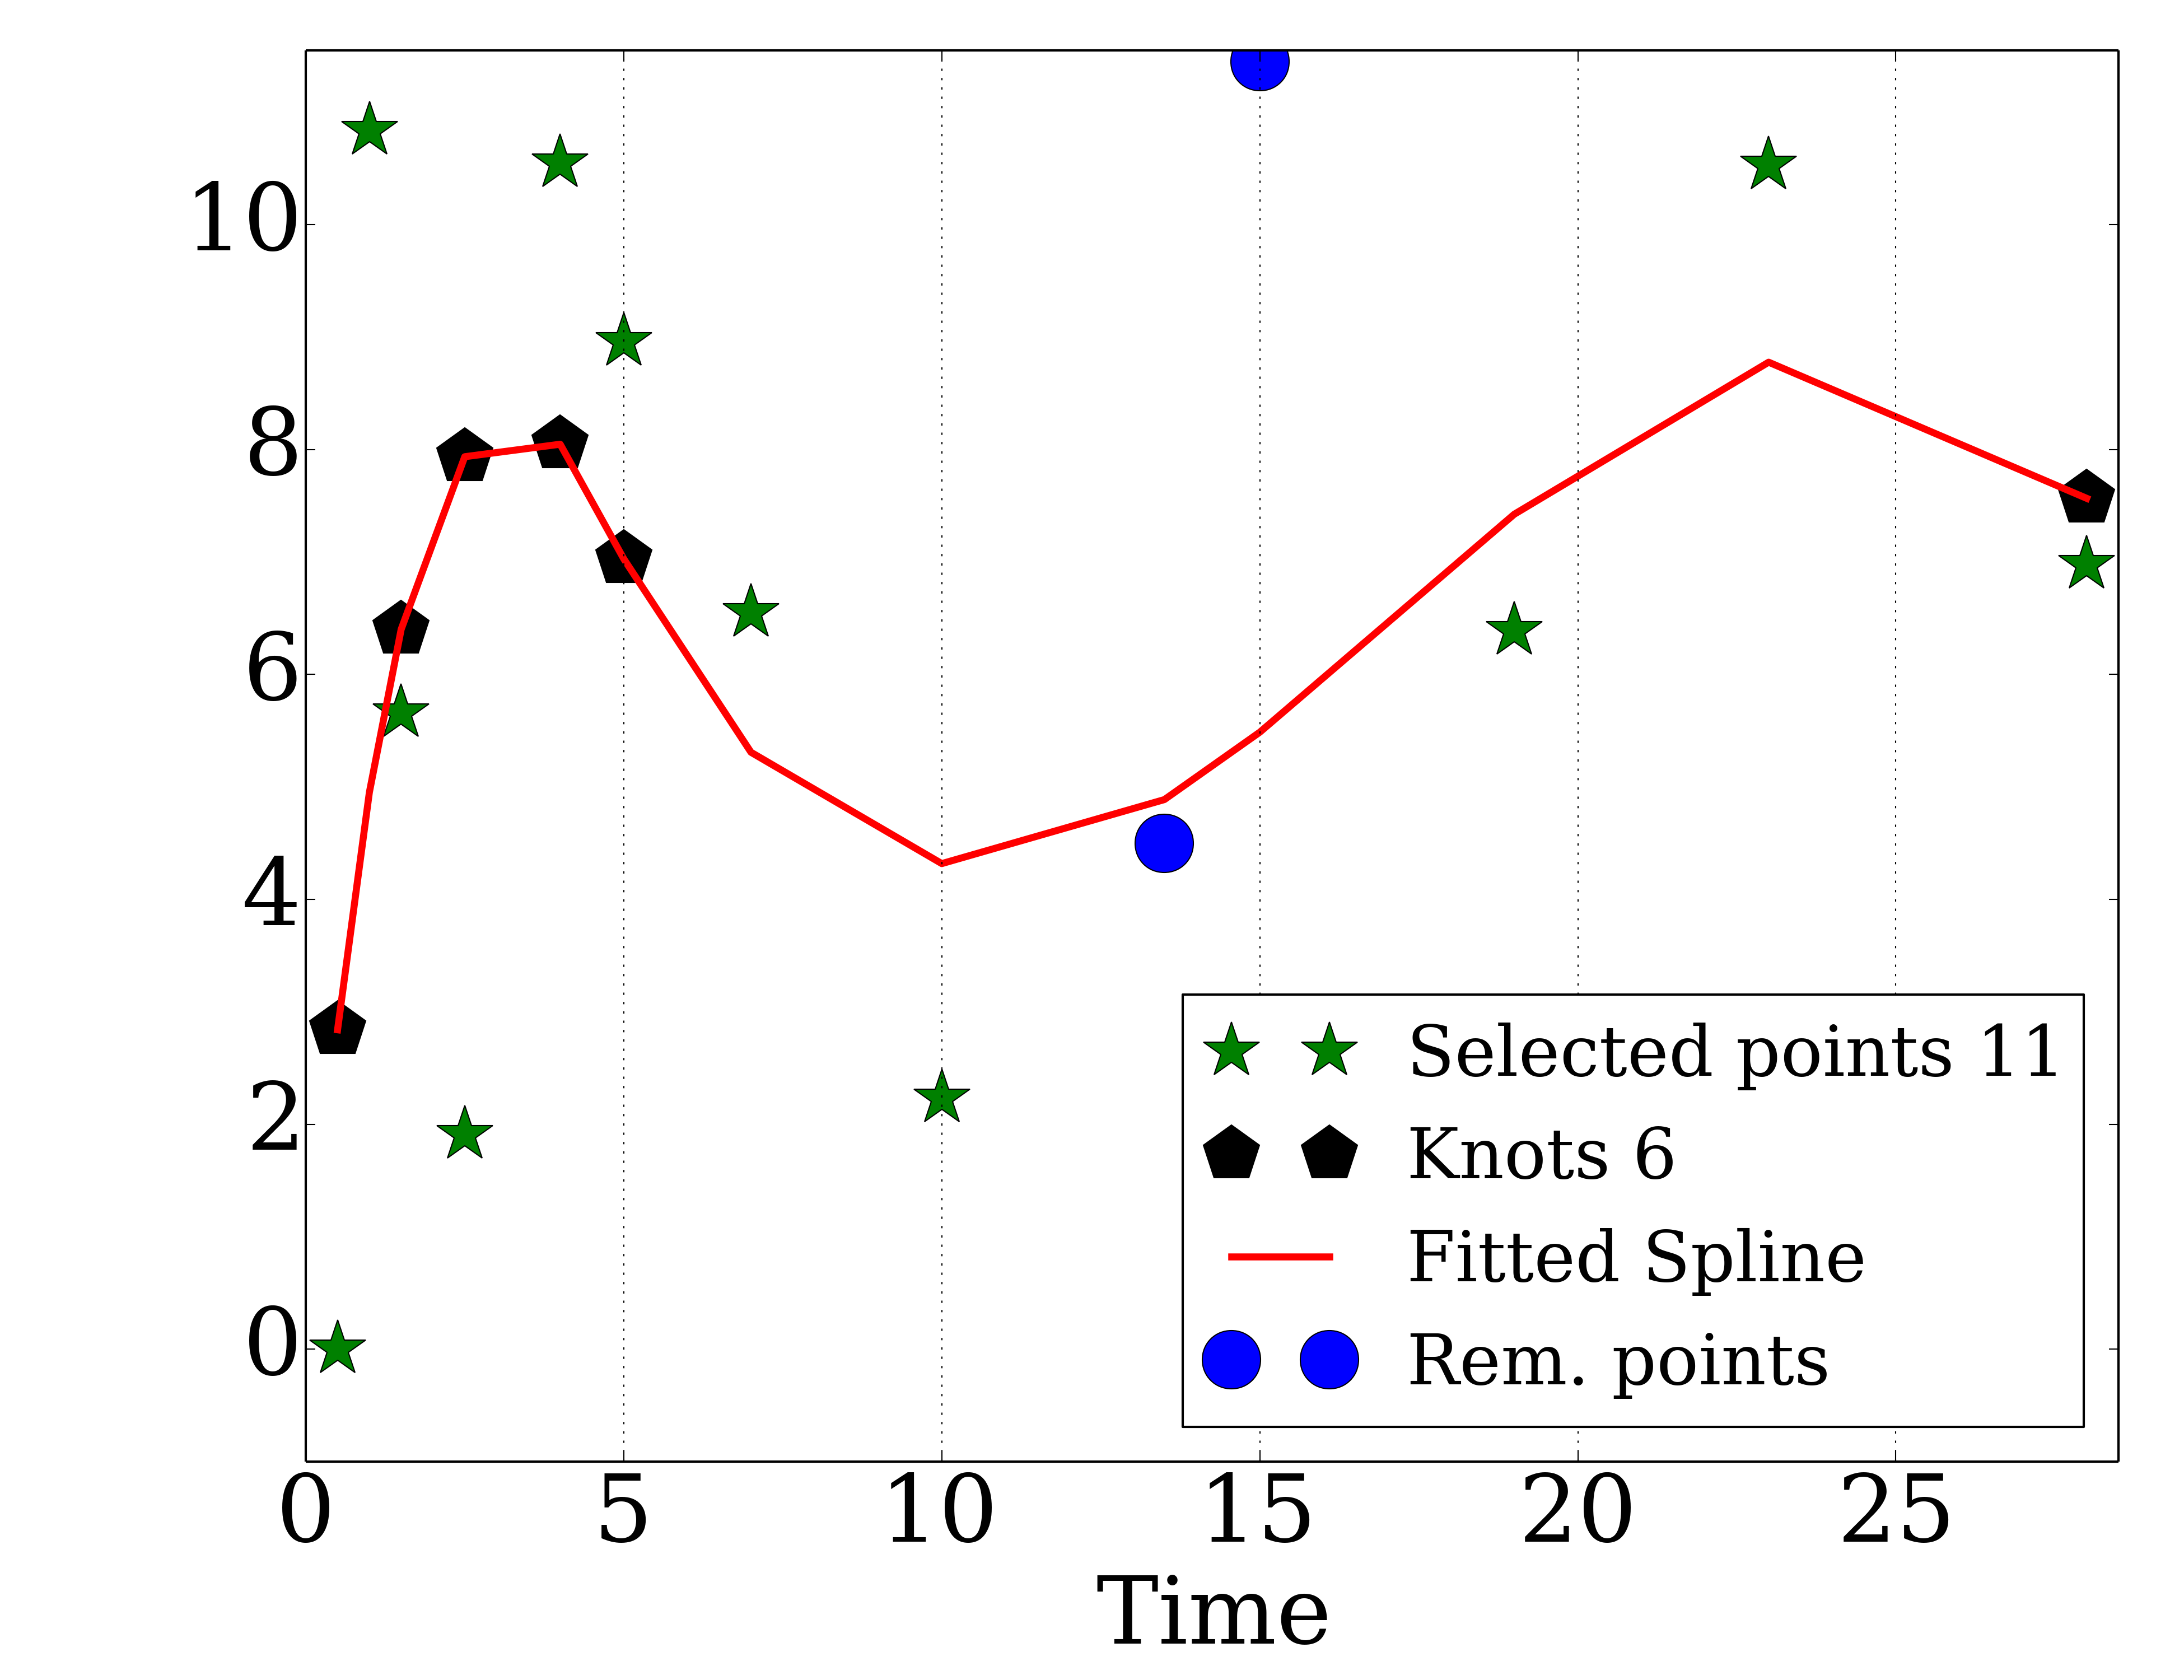 10
8
6
4
2
0
Selected points 11
Knots 6
Fitted Spline
Rem. points
0 5 10 15 20 25
Time